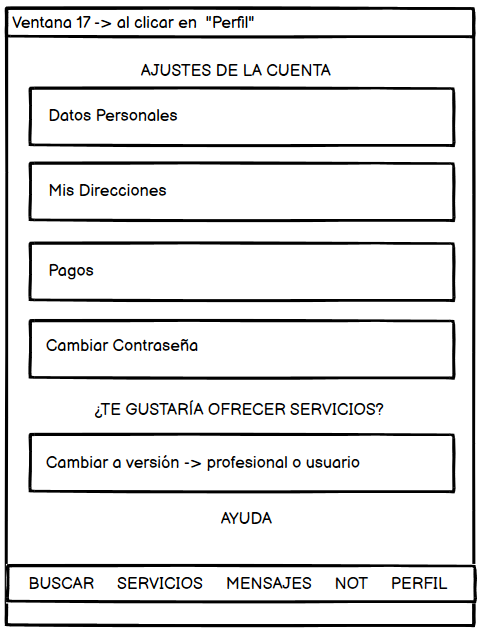 Ventana 17 -> al clicar en "Perfil"
AJUSTES DE LA CUENTA
Datos Personales
Mis Direcciones
Pagos
Cambiar Contraseña
¿TE GUSTARÍA OFRECER SERVICIOS?
Cambiar a versión -> profesional o usuario
AYUDA
BUSCAR SERVICIOS MENSAJES NOT PERFIL